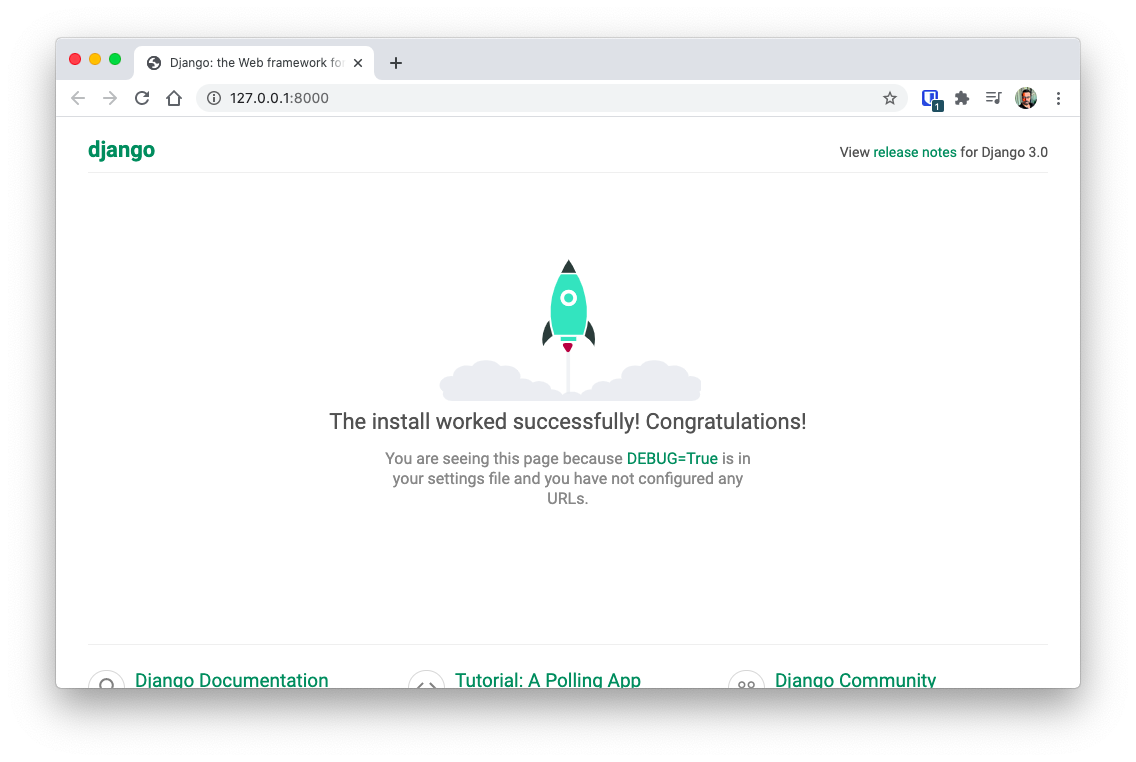 Django: the Web framework for
127.0.0.1:8000
1
django
View release notes for Django 3.0
The install worked successfully! Congratulations!
You are seeing this page because DEBUG=True is in
your settings file and you have not configured any
URLs.
Django Documentation
Tutorial: A Polling App
Django Community